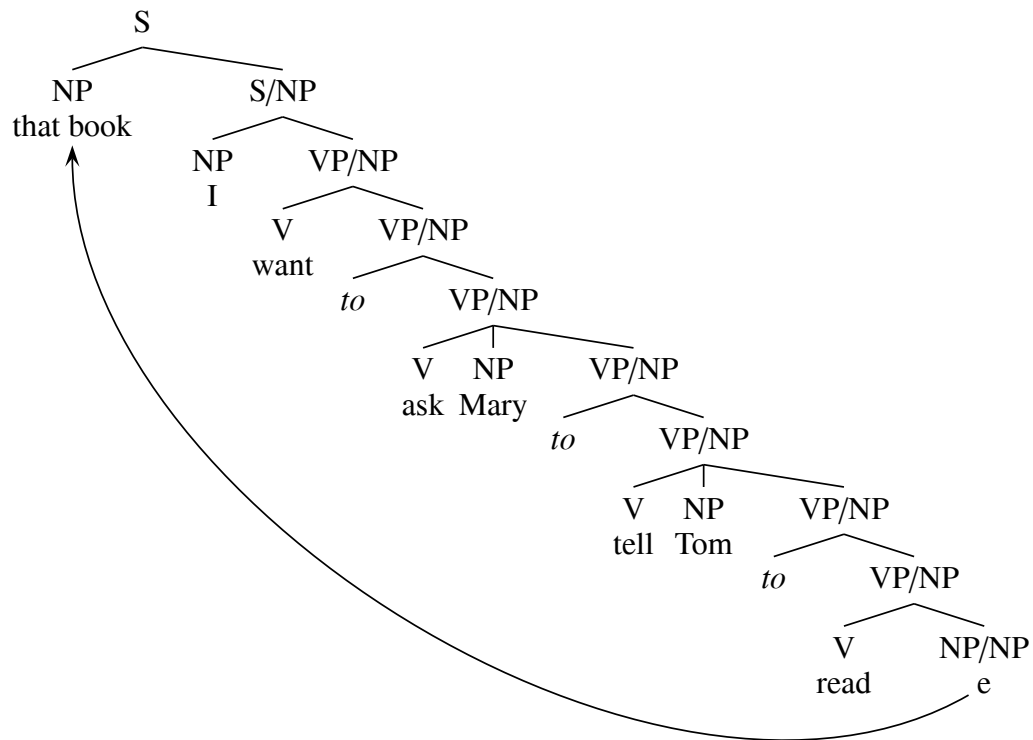 S
NP S/NP
that book
NP VP/NP
I
V VP/NP
want
to VP/NP
V NP VP/NP
ask Mary
to VP/NP
V NP VP/NP
tell Tom
to VP/NP
V NP/NP
read e